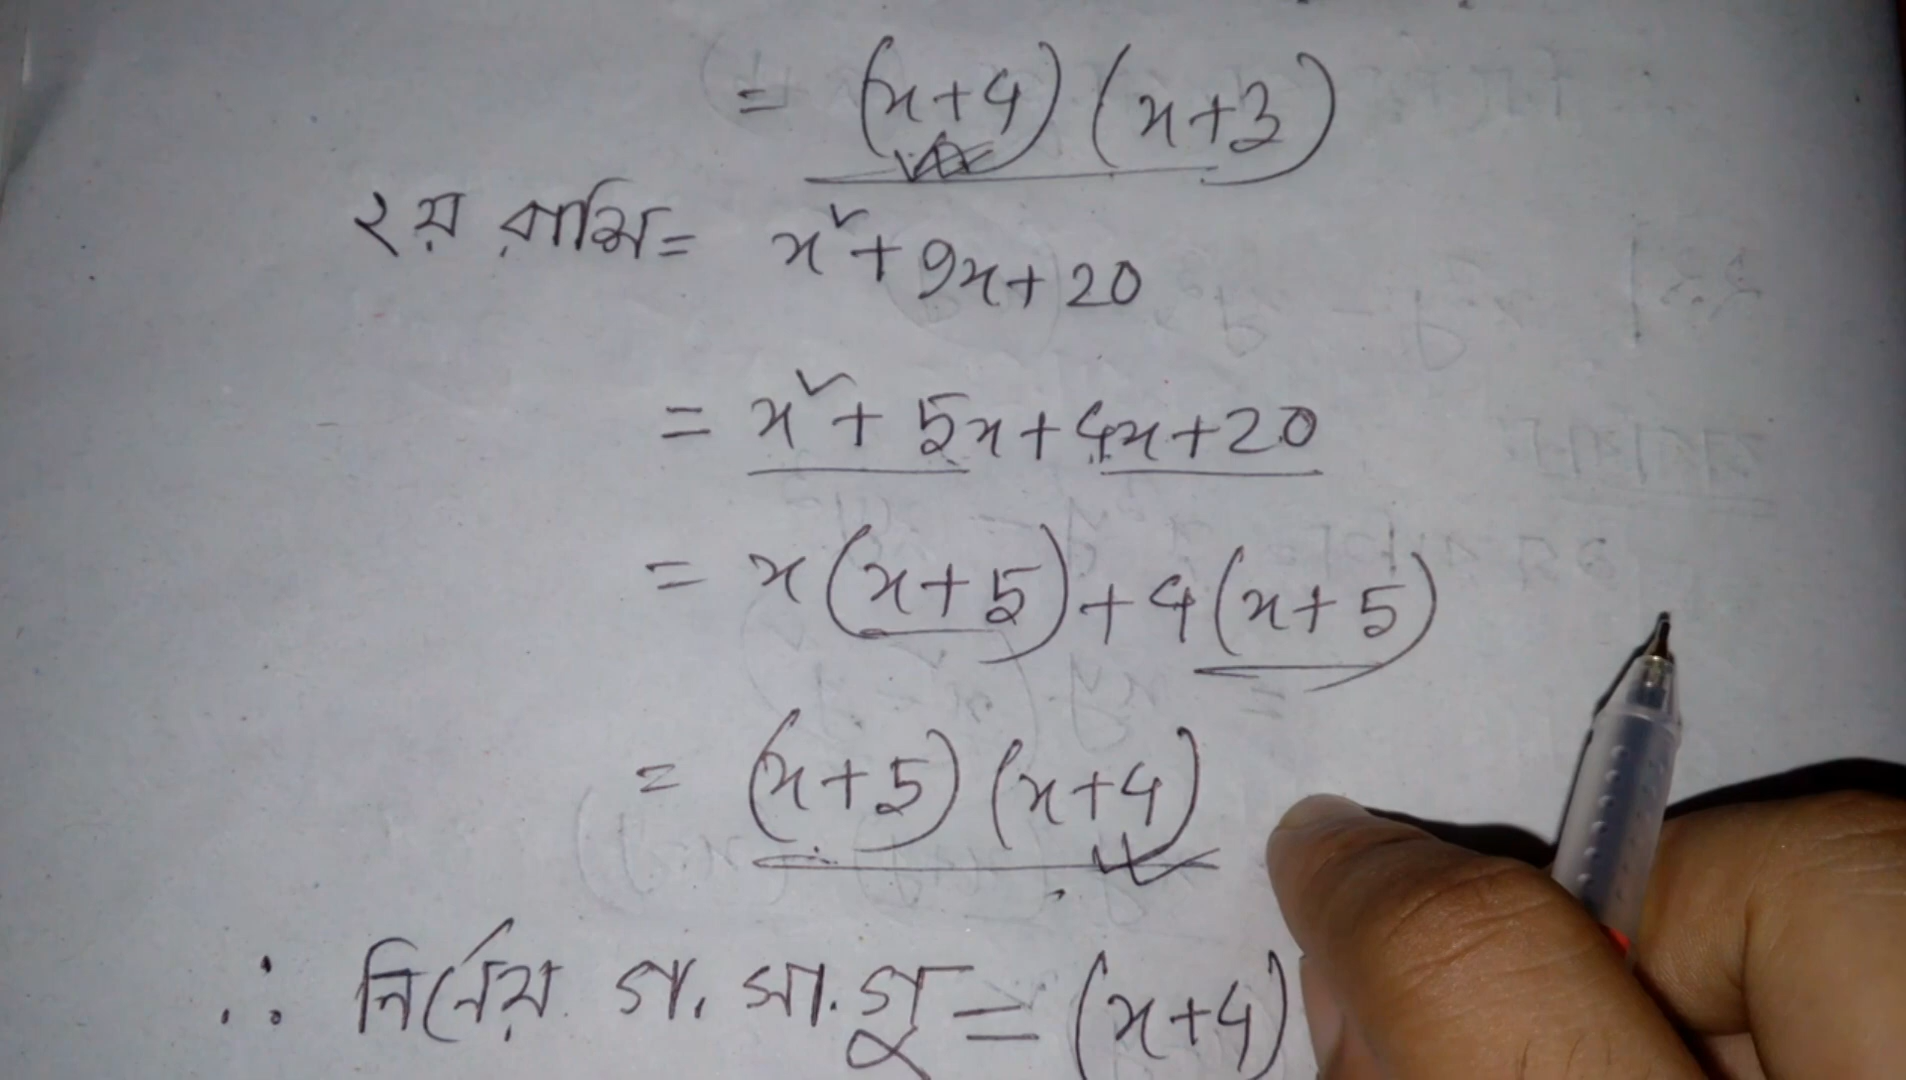 = (x+4) (x+3)
২য় রাশি = x² + 9x + 20
= x² + 5x + 4x + 20
= x (x+5) + 4 (x+5)
= (x+5) (x+4)
∴ নির্ণেয় গ. সা. গু = (x+4)